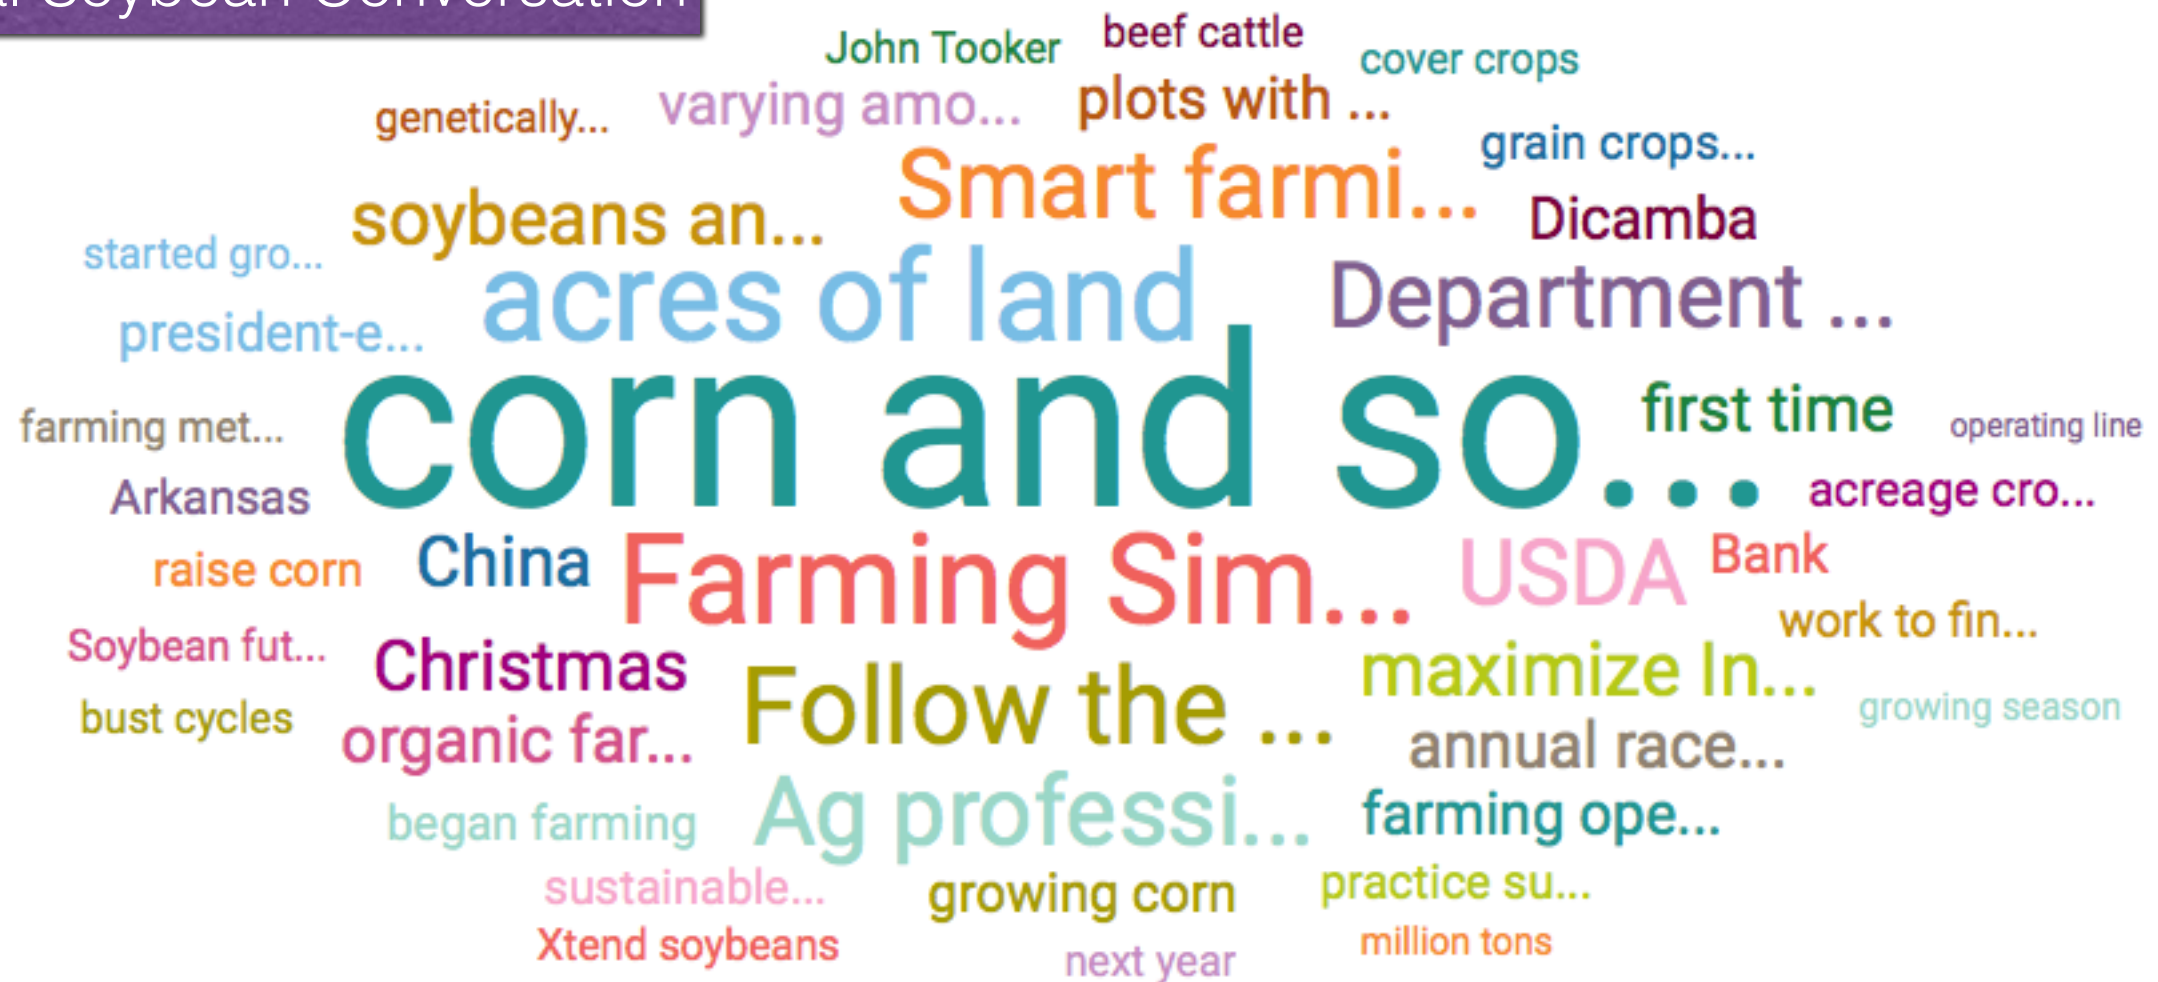 Soybean Conversation
John Tooker
beef cattle
cover crops
genetically...
varying amo...
plots with ...
grain crops...
Smart farmi...
soybeans an...
Dicamba
started gro...
acres of land
Department ...
president-e...
corn and so...
first time
farming met...
operating line
Arkansas
acreage cro...
raise corn
China
Farming Sim...
USDA
Bank
work to fin...
Soybean fut...
Christmas
Follow the ...
maximize In...
bust cycles
growing season
organic far...
annual race...
began farming
Ag professi...
farming ope...
sustainable...
growing corn
practice su...
Xtend soybeans
next year
million tons